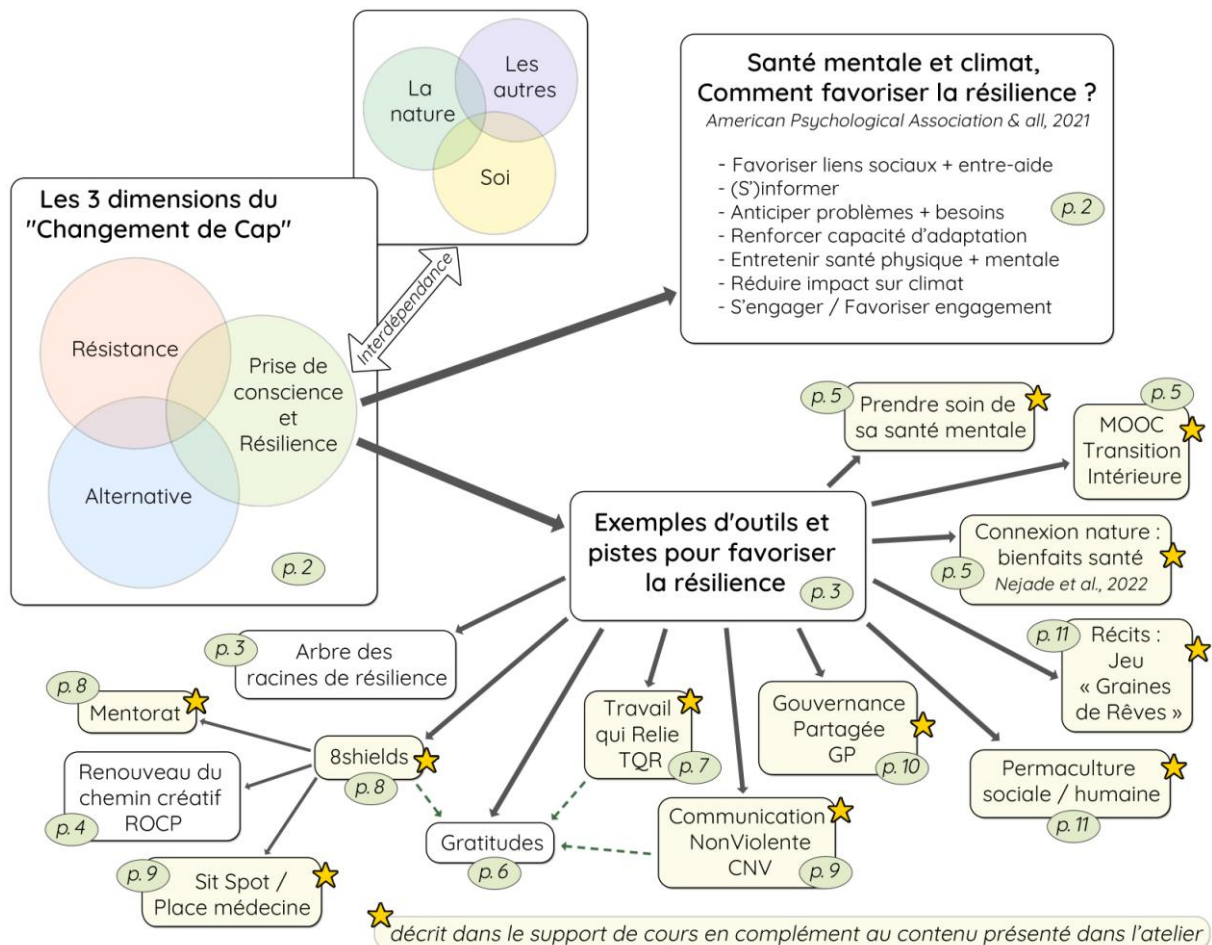 La
nature
Les
autres
Soi
Les 3 dimensions du
"Changement de Cap"
Résistance
Prise de
conscience
et
Résilience
Alternative
p. 2
Interdépendance
Santé mentale et climat,
Comment favoriser la résilience ?
American Psychological Association & all, 2021
- Favoriser liens sociaux + entre-aide
- (S')informer
- Anticiper problèmes + besoins
- Renforcer capacité d'adaptation
- Entretenir santé physique + mentale
- Réduire impact sur climat
- S'engager / Favoriser engagement
p. 2
Exemples d'outils et
pistes pour favoriser
la résilience
p. 3
p. 5
Prendre soin de
sa santé mentale
p. 5
MOOC
Transition
Intérieure
Connexion nature :
bienfaits santé
Nejade et al., 2022
p. 5
p. 11
Récits :
Jeu
« Graines
de Rêves »
Permaculture
sociale / humaine
p. 11
Gouvernance
Partagée
GP
p. 10
Communication
NonViolente
CNV
p. 9
Travail
qui Relie
TQR
p. 7
Gratitudes
p. 6
p. 3
Arbre des
racines de résilience
8shields
p. 8
p. 8
Mentorat
Renouveau du
chemin créatif
ROCP
p. 4
p. 9
Sit Spot /
Place médecine
décrit dans le support de cours en complément au contenu présenté dans l'atelier